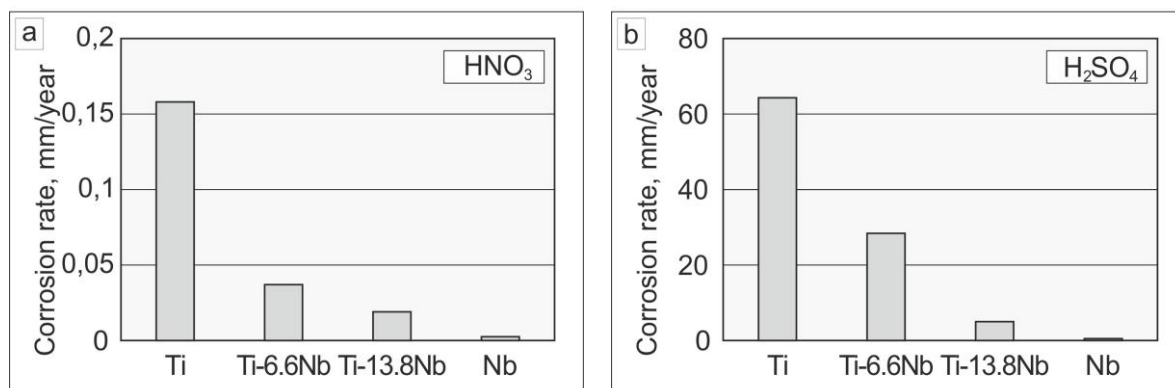 a
HNO₃
Corrosion rate, mm/year
0,2
0,15
0,1
0,05
0
Ti Ti-6.6Nb Ti-13.8Nb Nb
b
H₂SO₄
Corrosion rate, mm/year
80
60
40
20
0
Ti Ti-6.6Nb Ti-13.8Nb Nb